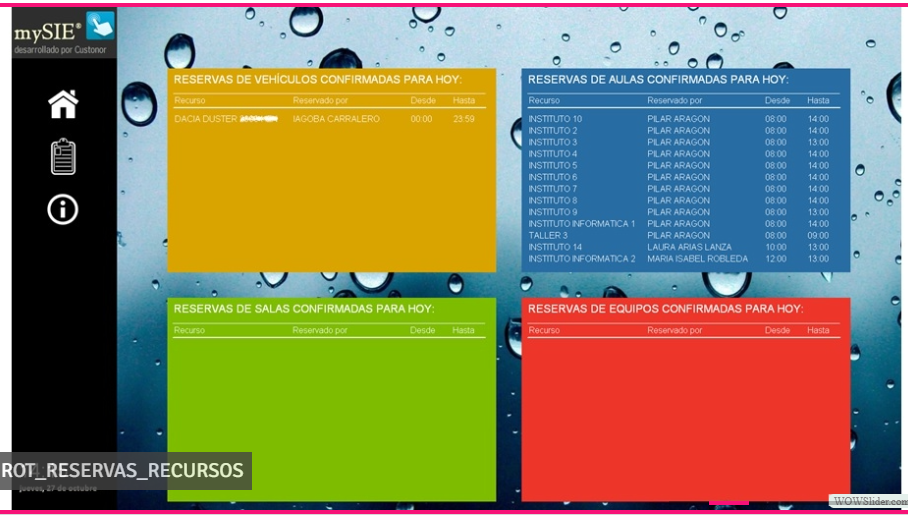 mySIE®
desarrollado por Custonor
RESERVAS DE VEHÍCULOS CONFIRMADAS PARA HOY:
Recurso Reservado por Desde Hasta
DACIA DUSTER IAGOBA CARRALERO 00:00 23:59
RESERVAS DE AULAS CONFIRMADAS PARA HOY:
Recurso Reservado por Desde Hasta
INSTITUTO 10 PILAR ARAGON 08:00 14:00
INSTITUTO 2 PILAR ARAGON 08:00 14:00
INSTITUTO 3 PILAR ARAGON 08:00 13:00
INSTITUTO 4 PILAR ARAGON 08:00 14:00
INSTITUTO 5 PILAR ARAGON 08:00 14:00
INSTITUTO 6 PILAR ARAGON 08:00 14:00
INSTITUTO 7 PILAR ARAGON 08:00 14:00
INSTITUTO 8 PILAR ARAGON 08:00 14:00
INSTITUTO 9 PILAR ARAGON 08:00 13:00
INSTITUTO INFORMATICA 1 PILAR ARAGON 08:00 14:00
TALLER 3 PILAR ARAGON 08:00 09:00
INSTITUTO 14 LAURA ARIAS LANZA 10:00 13:00
INSTITUTO INFORMATICA 2 MARIA ISABEL ROBLEDA 12:00 13:00
RESERVAS DE SALAS CONFIRMADAS PARA HOY:
Recurso Reservado por Desde Hasta
RESERVAS DE EQUIPOS CONFIRMADAS PARA HOY:
Recurso Reservado por Desde Hasta
ROT_RESERVAS_RECURSOS
jueves, 27 de octubre
WOWSlider.com